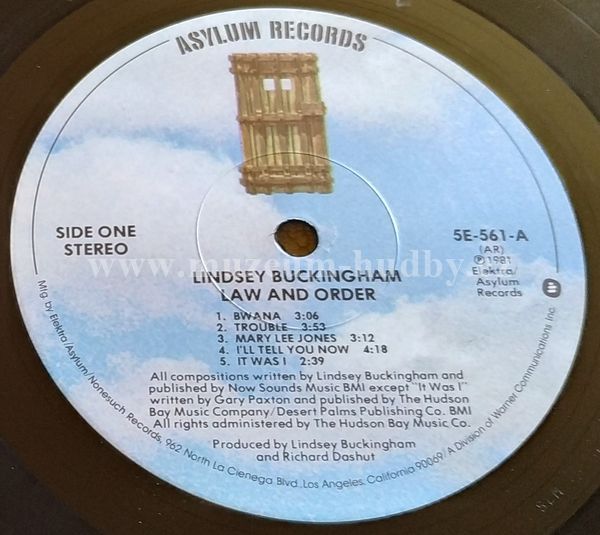 ASYLUM RECORDS
SIDE ONE
STEREO
5E-561-A
(AR)
Ⓟ1981
Elektra/
Asylum
Records
www.muzeum-hudby.
LINDSEY BUCKINGHAM
LAW AND ORDER
1. BWANA 3:06
2. TROUBLE 3:53
3. MARY LEE JONES 3:12
4. I'LL TELL YOU NOW 4:18
5. IT WAS I 2:39
All compositions written by Lindsey Buckingham and
published by Now Sounds Music BMI except "It Was I"
written by Gary Paxton and published by The Hudson
Bay Music Company/Desert Palms Publishing Co. BMI
All rights administered by The Hudson Bay Music Co.
Produced by Lindsey Buckingham
and Richard Dashut
Mfg. by Elektra/Asylum/Nonesuch Records, 962 North La Cienega Blvd., Los Angeles, California 90069/A Division of Warner Communications Inc.